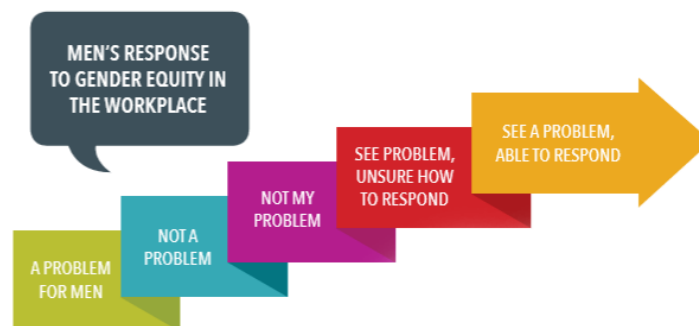 MEN'S RESPONSE
TO GENDER EQUITY IN
THE WORKPLACE
A PROBLEM
FOR MEN
NOT A
PROBLEM
NOT MY
PROBLEM
SEE PROBLEM,
UNSURE HOW
TO RESPOND
SEE A PROBLEM,
ABLE TO RESPOND